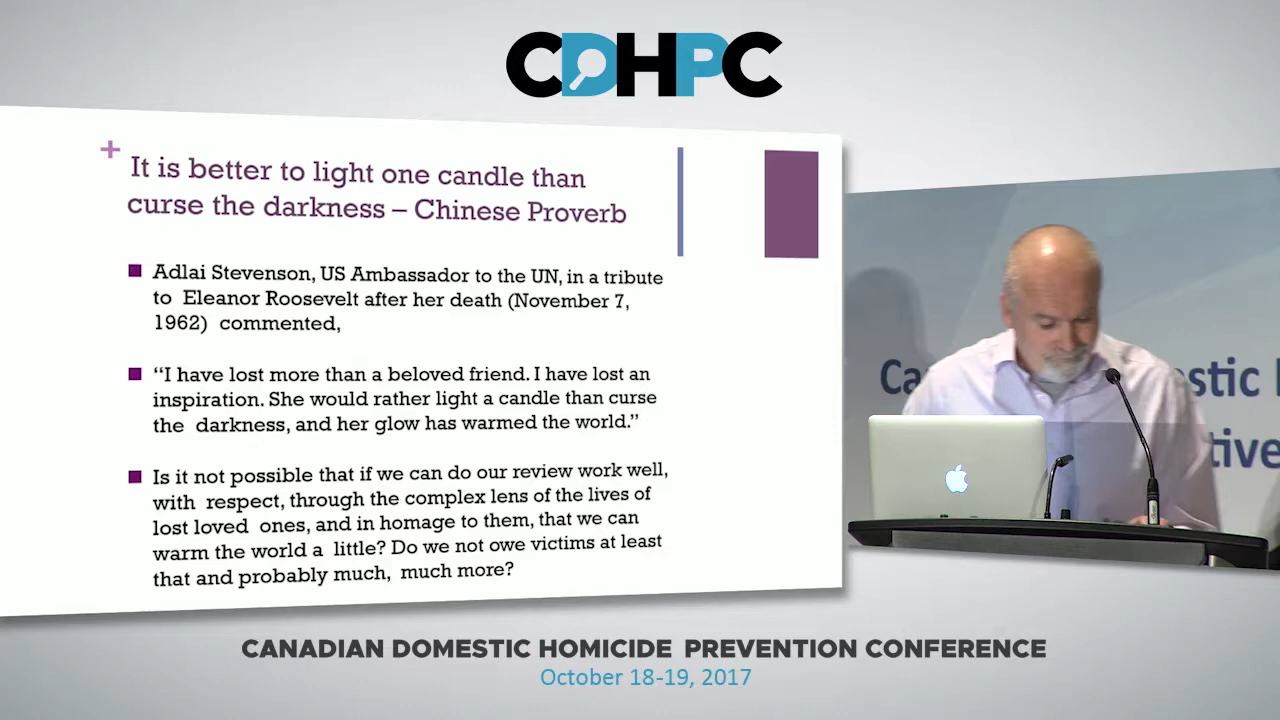 CDHPC
It is better to light one candle than
curse the darkness – Chinese Proverb
Adlai Stevenson, US Ambassador to the UN, in a tribute
to Eleanor Roosevelt after her death (November 7,
1962) commented,
“I have lost more than a beloved friend. I have lost an
inspiration. She would rather light a candle than curse
the darkness, and her glow has warmed the world.”
Is it not possible that if we can do our review work well,
with respect, through the complex lens of the lives of
lost loved ones, and in homage to them, that we can
warm the world a little? Do we not owe victims at least
that and probably much, much more?
CANADIAN DOMESTIC HOMICIDE PREVENTION CONFERENCE
October 18-19, 2017